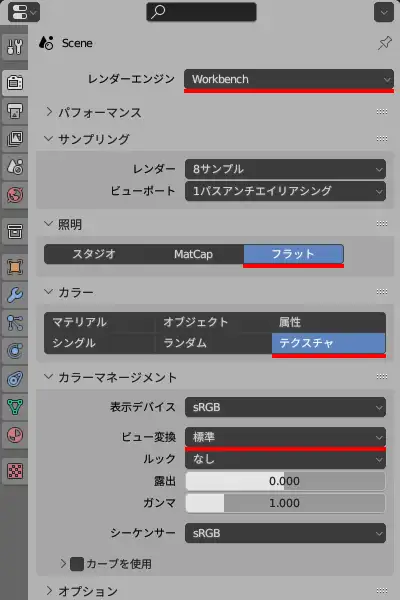 Scene
レンダーエンジン Workbench
パフォーマンス
サンプリング
レンダー 8サンプル
ビューポート 1パスアンチエイリアシング
照明
スタジオ MatCap フラット
カラー
マテリアル オブジェクト 属性
シングル ランダム テクスチャ
カラーマネージメント
表示デバイス sRGB
ビュー変換 標準
ルック なし
露出 0.000
ガンマ 1.000
シーケンサー sRGB
カーブを使用
オプション